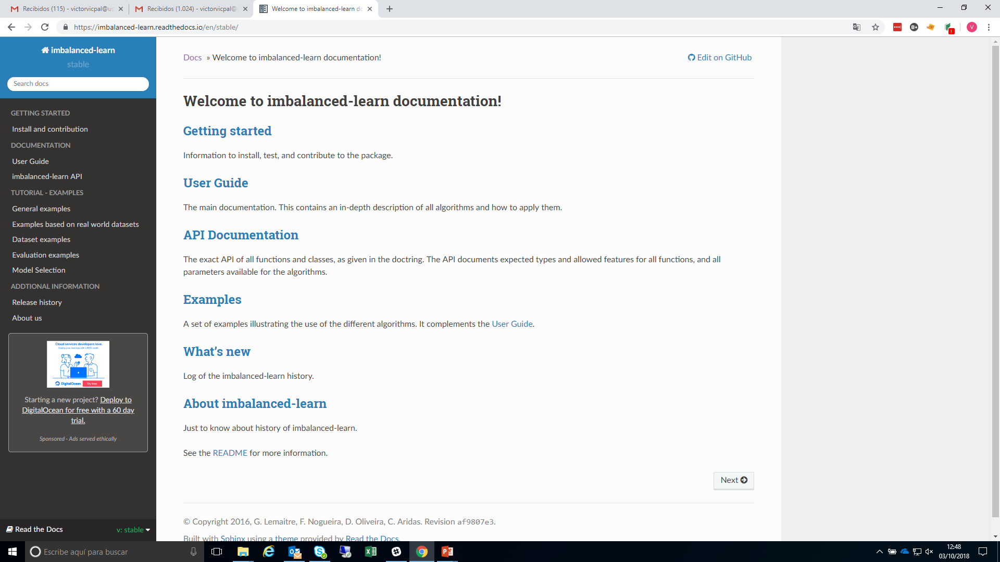 Recibidos (115) - victorvicpal@us
Recibidos (1.024) - victorvicpal@
Welcome to imbalanced-learn do
https://imbalanced-learn.readthedocs.io/en/stable/
V
imbalanced-learn
stable
Search docs
GETTING STARTED
Install and contribution
DOCUMENTATION
User Guide
imbalanced-learn API
TUTORIAL - EXAMPLES
General examples
Examples based on real world datasets
Dataset examples
Evaluation examples
Model Selection
ADDTIONAL INFORMATION
Release history
About us
Cloud services developers love.
Deploy your next app with a $100 credit.
DigitalOcean Try free
Starting a new project? Deploy to
DigitalOcean for free with a 60 day
trial.
Sponsored · Ads served ethically
Read the Docs
v: stable
Docs » Welcome to imbalanced-learn documentation!
Edit on GitHub
Welcome to imbalanced-learn documentation!
Getting started
Information to install, test, and contribute to the package.
User Guide
The main documentation. This contains an in-depth description of all algorithms and how to apply them.
API Documentation
The exact API of all functions and classes, as given in the doctring. The API documents expected types and allowed features for all functions, and all
parameters available for the algorithms.
Examples
A set of examples illustrating the use of the different algorithms. It complements the User Guide.
What's new
Log of the imbalanced-learn history.
About imbalanced-learn
Just to know about history of imbalanced-learn.
See the README for more information.
Next
© Copyright 2016, G. Lemaitre, F. Nogueira, D. Oliveira, C. Aridas. Revision af9807e3.
Built with Sphinx using a theme provided by Read the Docs.
Escribe aquí para buscar
12:48
03/10/2018